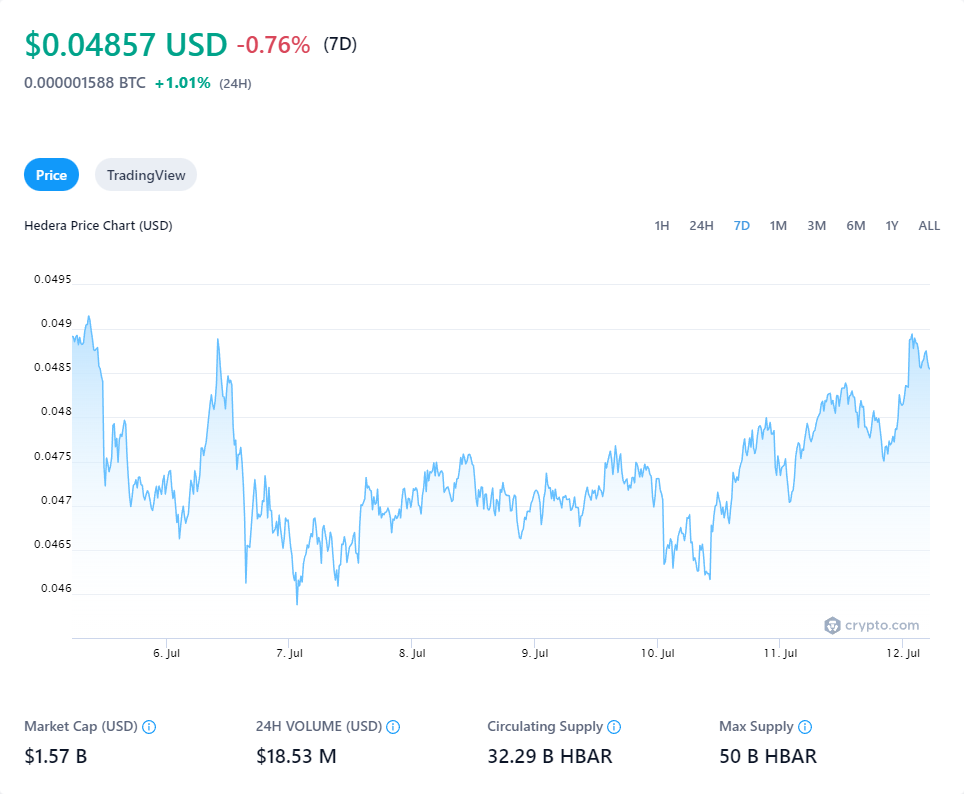 $0.04857 USD -0.76% (7D)
0.000001588 BTC +1.01% (24H)
Price TradingView
Hedera Price Chart (USD) 1H 24H 7D 1M 3M 6M 1Y ALL
0.0495
0.049
0.0485
0.048
0.0475
0.047
0.0465
0.046
crypto.com
6. Jul 7. Jul 8. Jul 9. Jul 10. Jul 11. Jul 12. Jul
Market Cap (USD) 24H VOLUME (USD) Circulating Supply Max Supply
$1.57 B $18.53 M 32.29 B HBAR 50 B HBAR